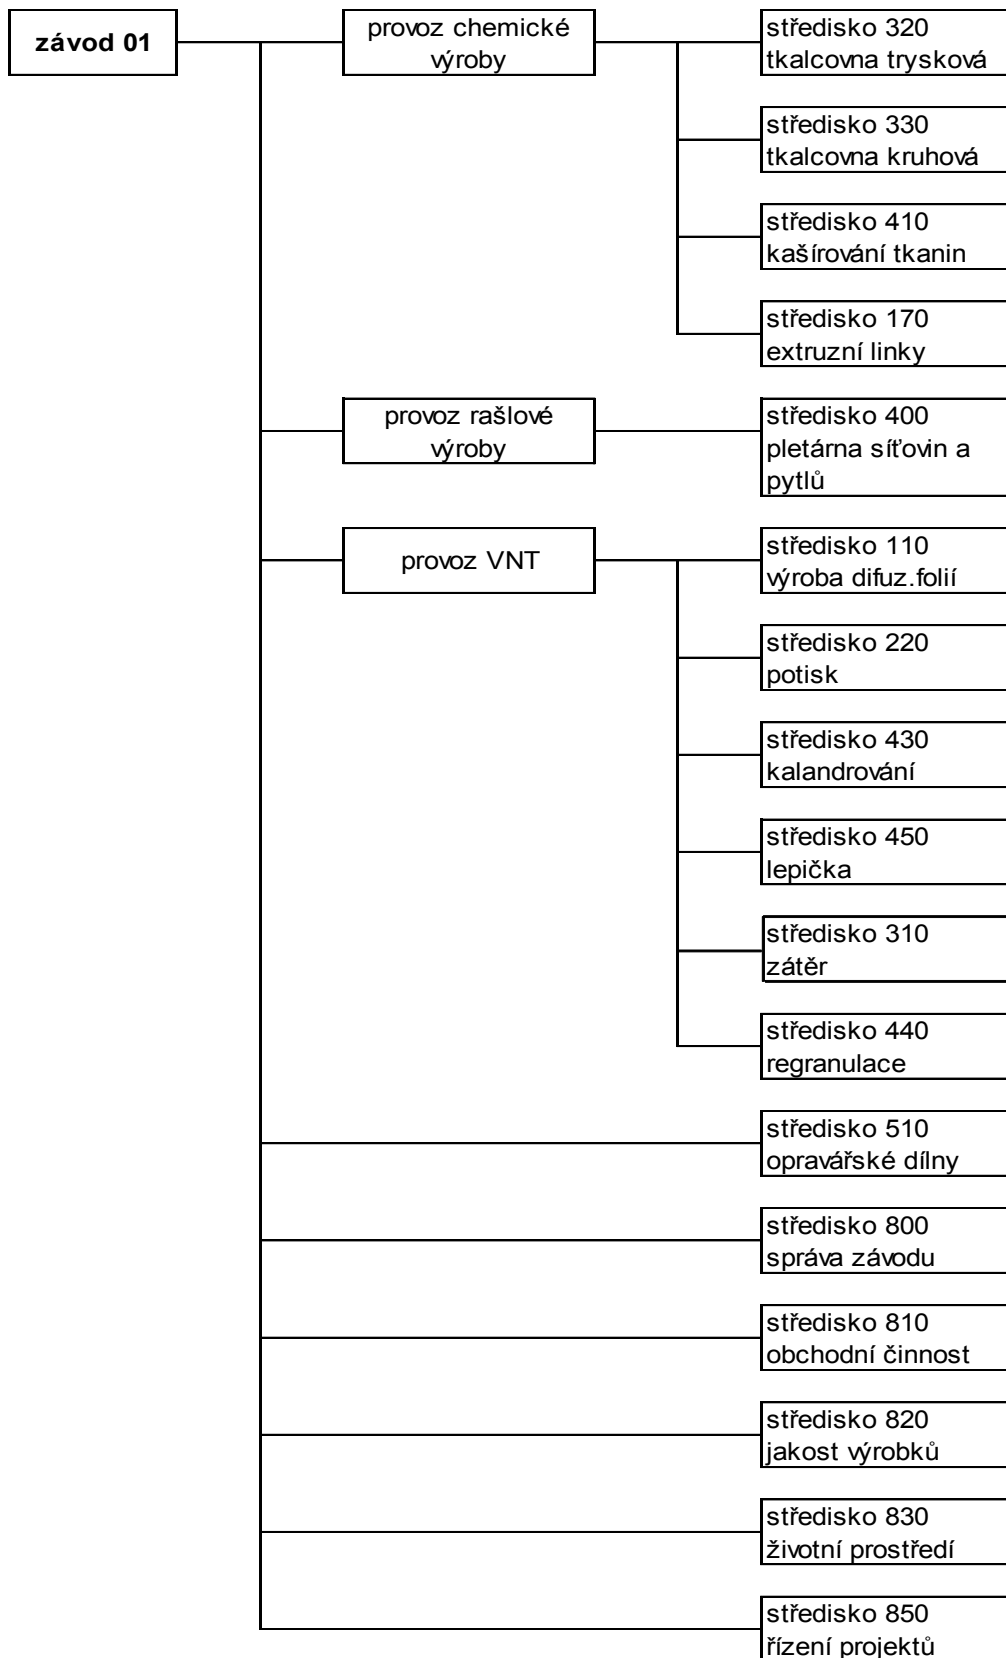 závod 01
provoz chemické
výroby
středisko 320
tkalcovna trysková
středisko 330
tkalcovna kruhová
středisko 410
kašírování tkanin
středisko 170
extruzní linky
provoz rašlové
výroby
středisko 400
pletárna síťovin a
pytlů
provoz VNT
středisko 110
výroba difuz.folií
středisko 220
potisk
středisko 430
kalandrování
středisko 450
lepička
středisko 310
zátěr
středisko 440
regranulace
středisko 510
opravářské dílny
středisko 800
správa závodu
středisko 810
obchodní činnost
středisko 820
jakost výrobků
středisko 830
životní prostředí
středisko 850
řízení projektů